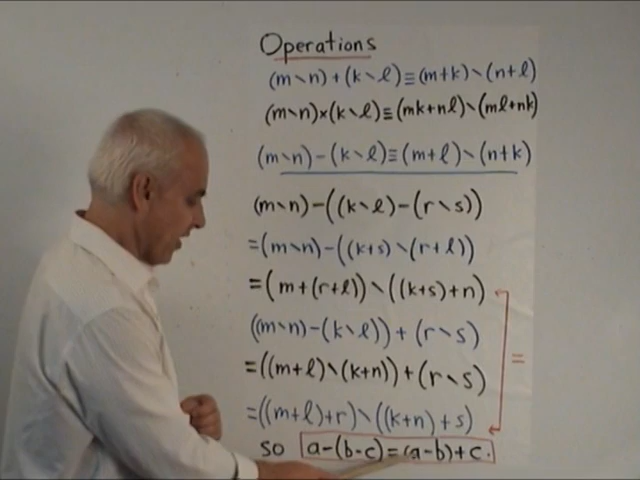 Operations
(m∖n)+(k∖l)≡(m+k)∖(n+l)
(m∖n)×(k∖l)≡(mk+nl)∖(ml+nk)
(m∖n)-(k∖l)≡(m+l)∖(n+k)
(m∖n)-((k∖l)-(r∖s))
=(m∖n)-((k+s)∖(r+l))
=(m+(r+l))∖((k+s)+n)
((m∖n)-(k∖l))+(r∖s)
=
=((m+l)∖(k+n))+(r∖s)
=((m+l)+r)∖((k+n)+s)
so a-(b-c)=(a-b)+c.